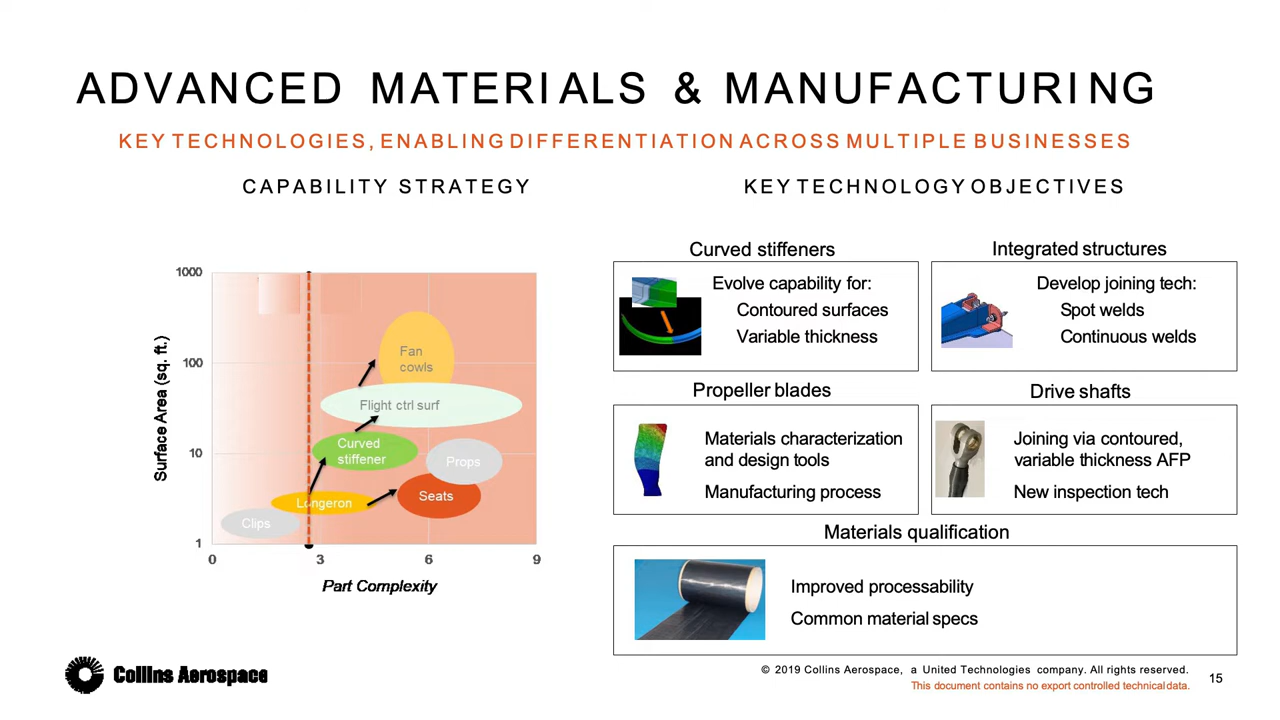 ADVANCED MATERIALS & MANUFACTURING
KEY TECHNOLOGIES, ENABLING DIFFERENTIATION ACROSS MULTIPLE BUSINESSES
CAPABILITY STRATEGY
1000
100
10
1
0
3
6
9
Surface Area (sq. ft.)
Part Complexity
Fan
cowls
Flight ctrl surf
Curved
stiffener
Props
Longeron
Seats
Clips
KEY TECHNOLOGY OBJECTIVES
Curved stiffeners
Evolve capability for:
Contoured surfaces
Variable thickness
Integrated structures
Develop joining tech:
Spot welds
Continuous welds
Propeller blades
Materials characterization
and design tools
Manufacturing process
Drive shafts
Joining via contoured,
variable thickness AFP
New inspection tech
Materials qualification
Improved processability
Common material specs
Collins Aerospace
© 2019 Collins Aerospace, a United Technologies company. All rights reserved.
This document contains no export controlled technical data.
15